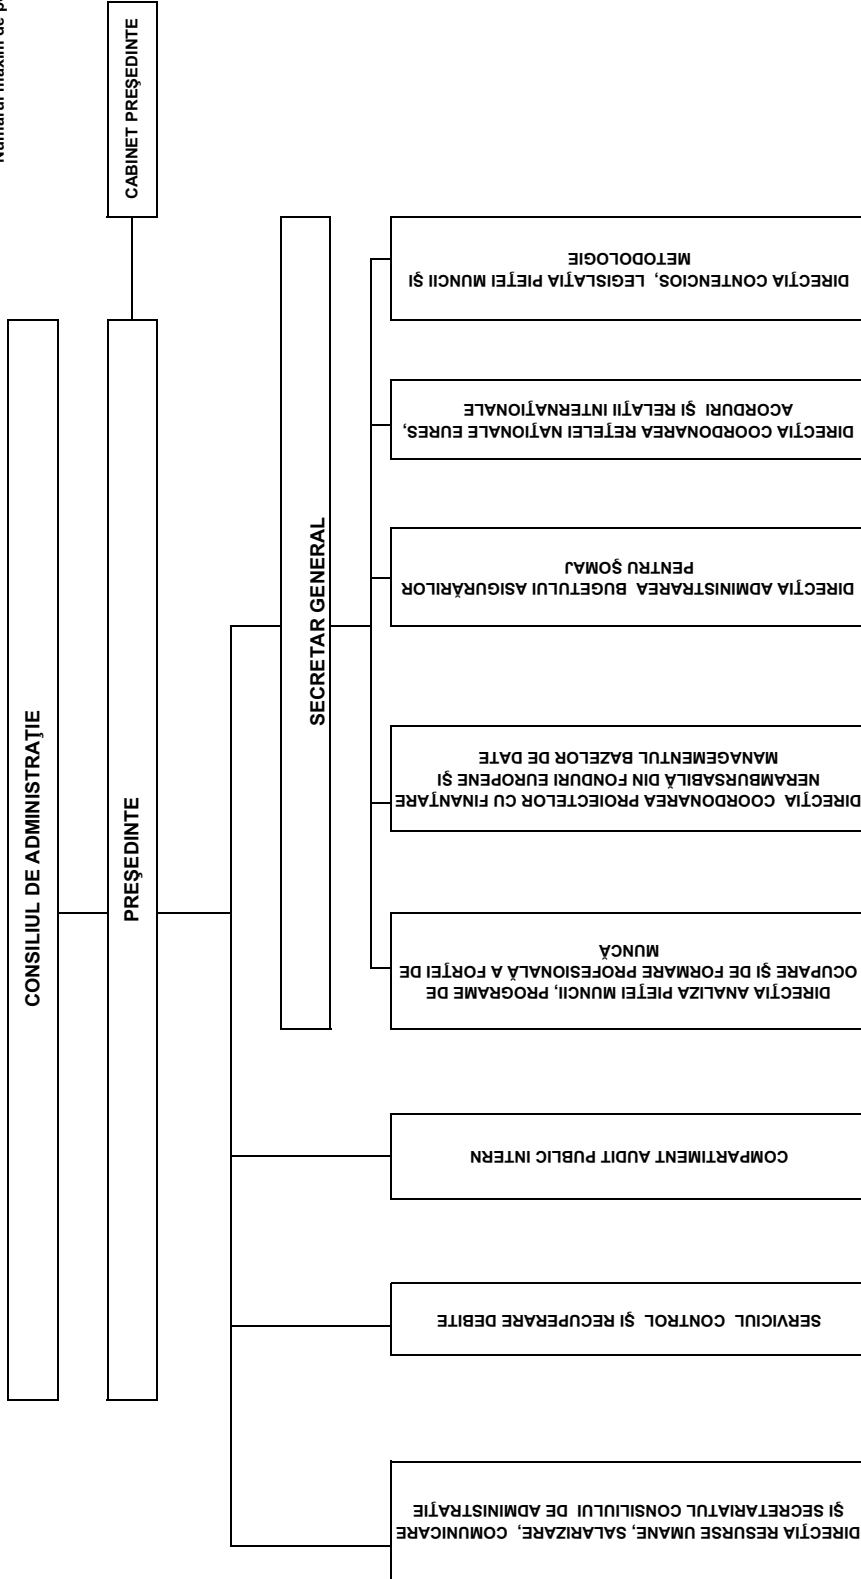 Numărul maxim de
CONSILIUL DE ADMINISTRAŢIE
PREŞEDINTE
CABINET PREŞEDINTE
SECRETAR GENERAL
DIRECŢIA RESURSE UMANE, SALARIZARE, COMUNICARE
ŞI SECRETARIATUL CONSILIULUI DE ADMINISTRAŢIE
SERVICIUL CONTROL ŞI RECUPERARE DEBITE
COMPARTIMENT AUDIT PUBLIC INTERN
DIRECŢIA ANALIZA PIEŢEI MUNCII, PROGRAME DE
OCUPARE ŞI DE FORMARE PROFESIONALĂ A FORŢEI DE
MUNCĂ
DIRECŢIA COORDONAREA PROIECTELOR CU FINANŢARE
NERAMBURSABILĂ DIN FONDURI EUROPENE ŞI
MANAGEMENTUL BAZELOR DE DATE
DIRECŢIA ADMINISTRAREA BUGETULUI ASIGURĂRILOR
PENTRU ŞOMAJ
DIRECŢIA COORDONAREA REŢELEI NAŢIONALE EURES,
ACORDURI ŞI RELAŢII INTERNAŢIONALE
DIRECŢIA CONTENCIOS, LEGISLAŢIA PIEŢEI MUNCII ŞI
METODOLOGIE